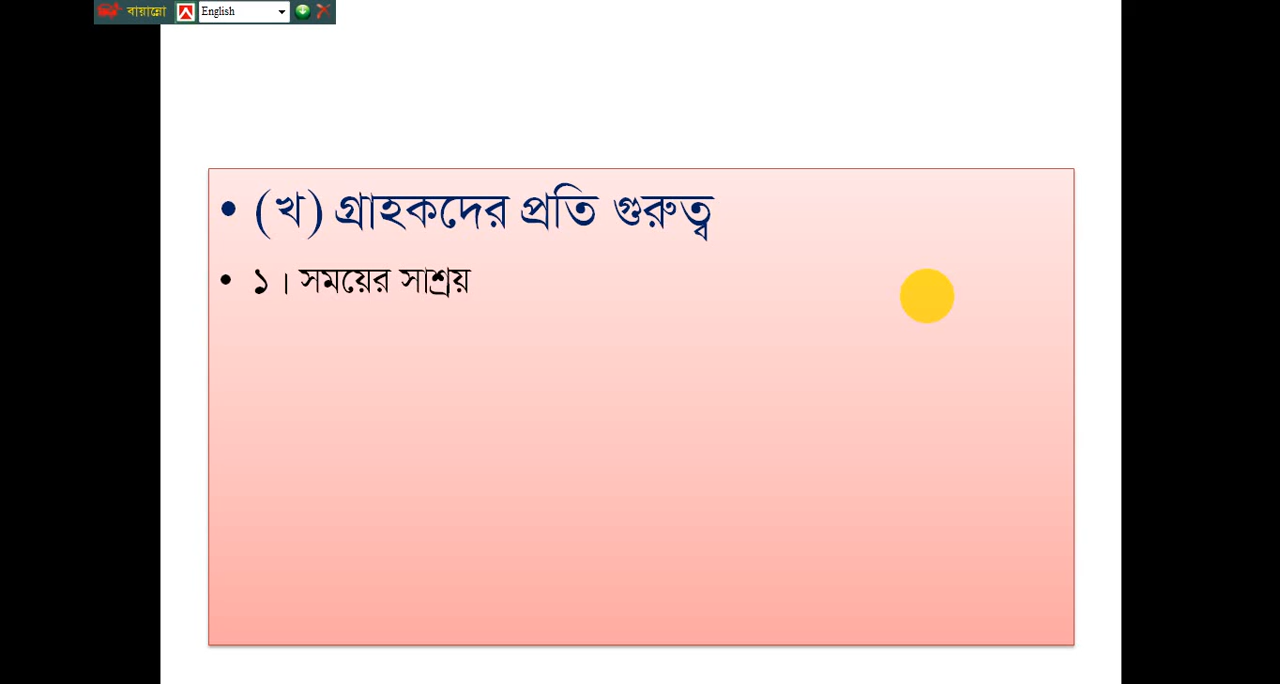 বায়ান্নো English
• (খ) গ্রাহকদের প্রতি গুরুত্ব
• ১। সময়ের সাশ্রয়